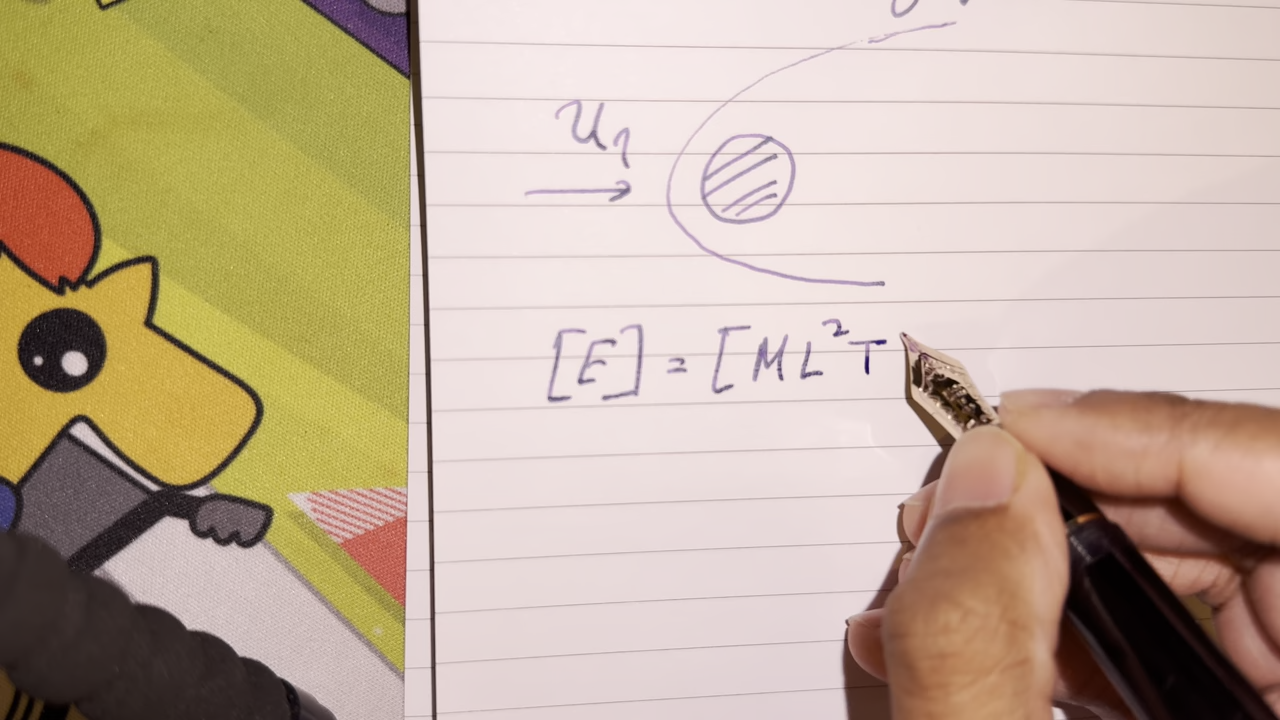 u₁
[E] = [ML²T